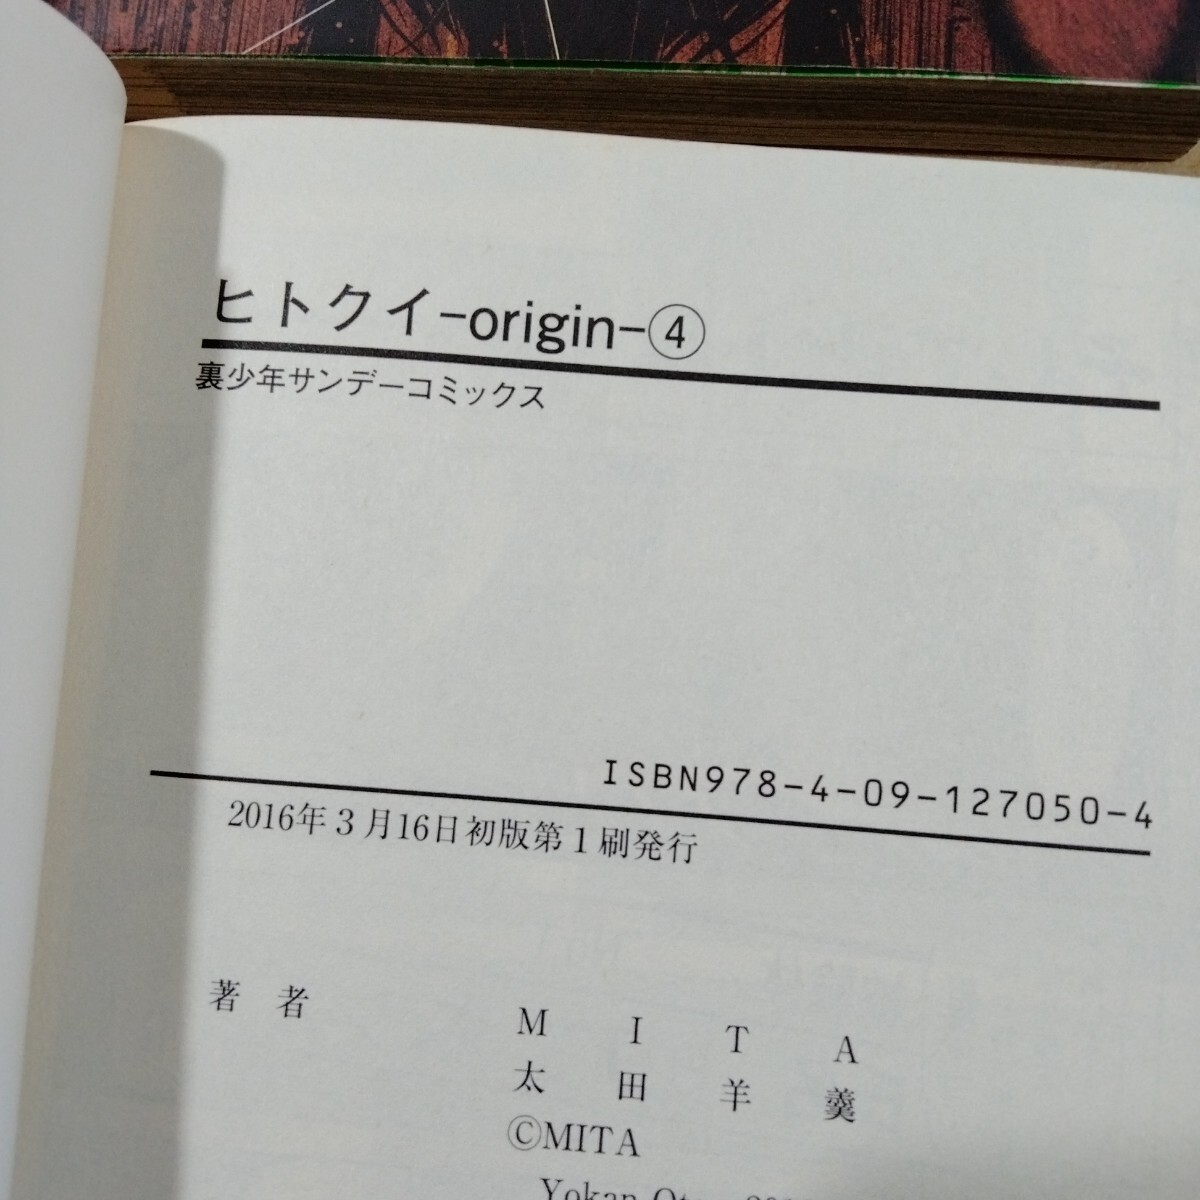 ヒトクイ-origin-④
裏少年サンデーコミックス
ISBN978-4-09-127050-4
2016年3月16日初版第1刷発行
著者
MITA
太田羊羹
©MITA
Yokan